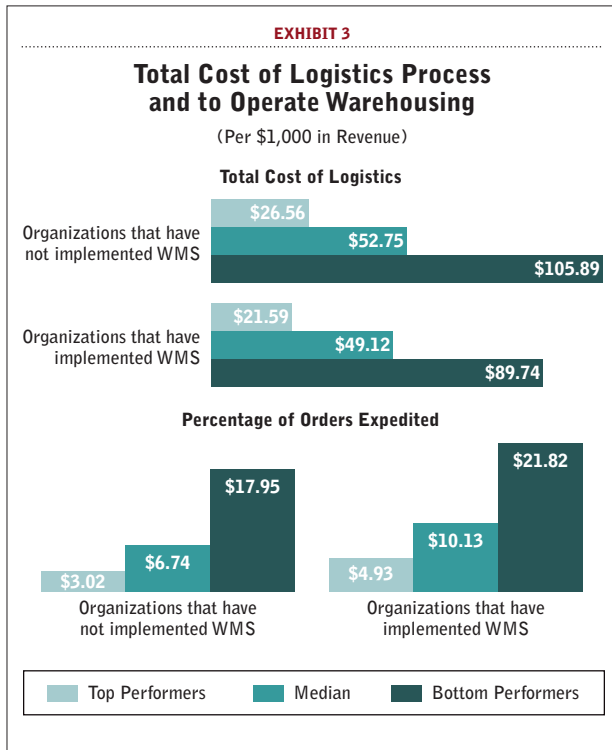 EXHIBIT 3
Total Cost of Logistics Process
and to Operate Warehousing
(Per $1,000 in Revenue)
Total Cost of Logistics
Organizations that have
not implemented WMS
$26.56
$52.75
$105.89
Organizations that have
implemented WMS
$21.59
$49.12
$89.74
Percentage of Orders Expedited
$3.02
$6.74
$17.95
Organizations that have
not implemented WMS
$4.93
$10.13
$21.82
Organizations that have
implemented WMS
Top Performers
Median
Bottom Performers